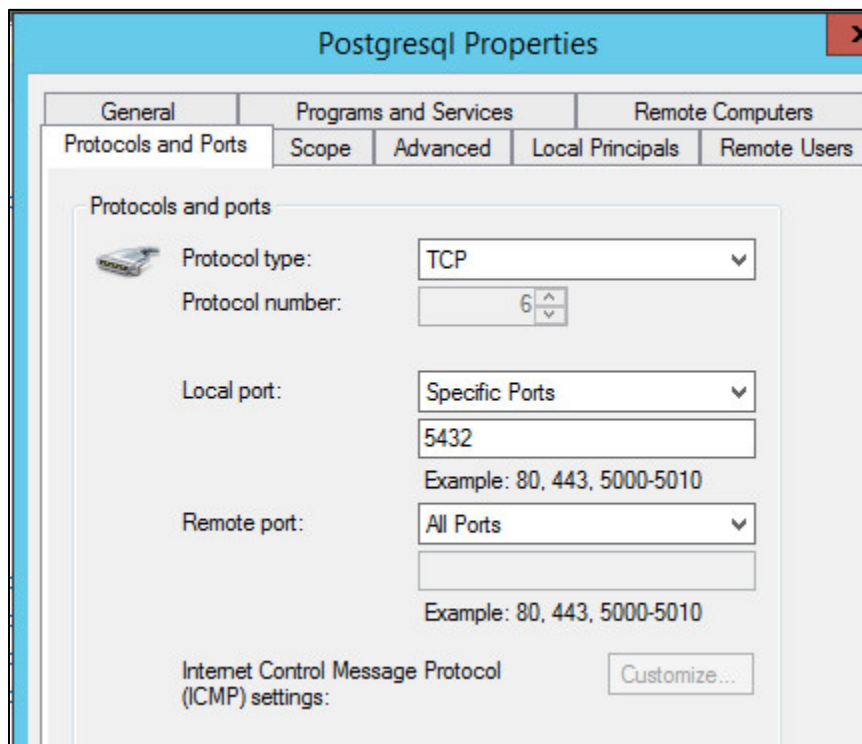 Postgresql Properties
x
General Programs and Services Remote Computers
Protocols and Ports Scope Advanced Local Principals Remote Users
Protocols and ports
Protocol type: TCP
Protocol number: 6
Local port: Specific Ports
5432
Example: 80, 443, 5000-5010
Remote port: All Ports
Example: 80, 443, 5000-5010
Internet Control Message Protocol
(ICMP) settings:
Customize...